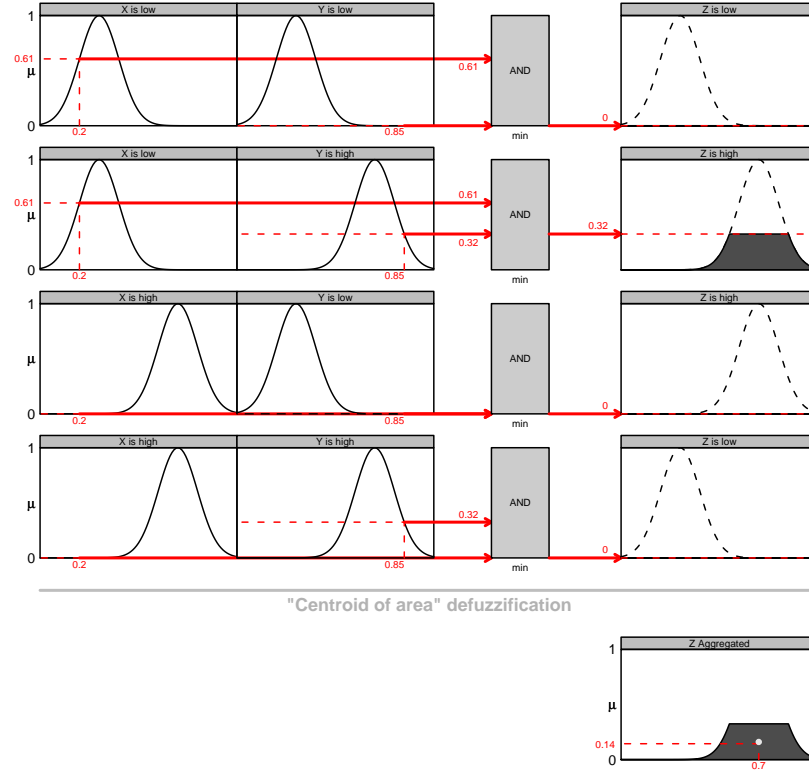 X is low Y is low Z is low
1
0.61 0.61 AND
μ
0 0
0.2 0.85 min
X is low Y is high Z is high
1
0.61 0.61 AND
μ 0.32 0.32
0
0.2 0.85 min
X is high Y is low Z is high
1
AND
μ
0 0
0.2 0.85 min
X is high Y is high Z is low
1
0.32 AND
μ
0 0
0.2 0.85 min
"Centroid of area" defuzzification
Z Aggregated
1
μ
0.14
0
0.7